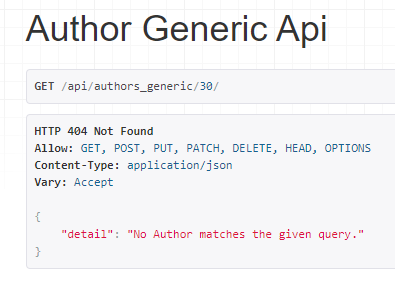 Author Generic Api
GET /api/authors_generic/30/
HTTP 404 Not Found
Allow: GET, POST, PUT, PATCH, DELETE, HEAD, OPTIONS
Content-Type: application/json
Vary: Accept
{
"detail": "No Author matches the given query."
}